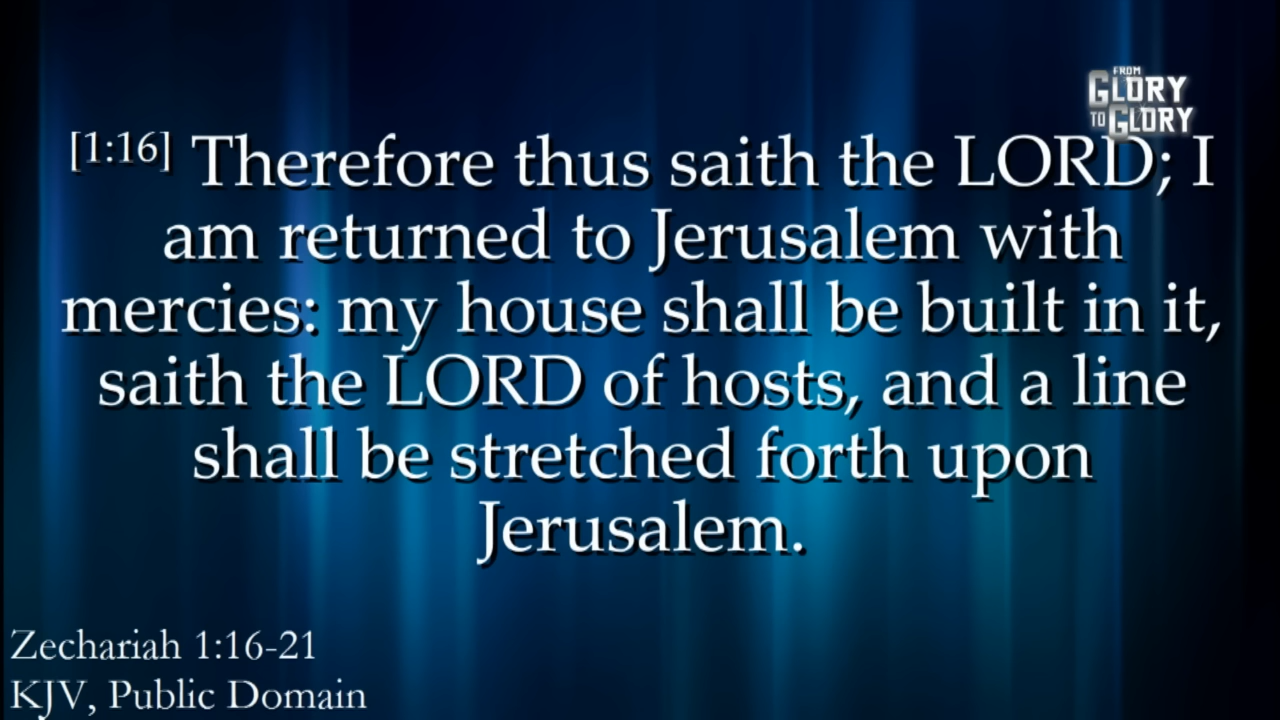 FROM
GLORY
TO GLORY
[1:16] Therefore thus saith the LORD; I
am returned to Jerusalem with
mercies: my house shall be built in it,
saith the LORD of hosts, and a line
shall be stretched forth upon
Jerusalem.
Zechariah 1:16-21
KJV, Public Domain